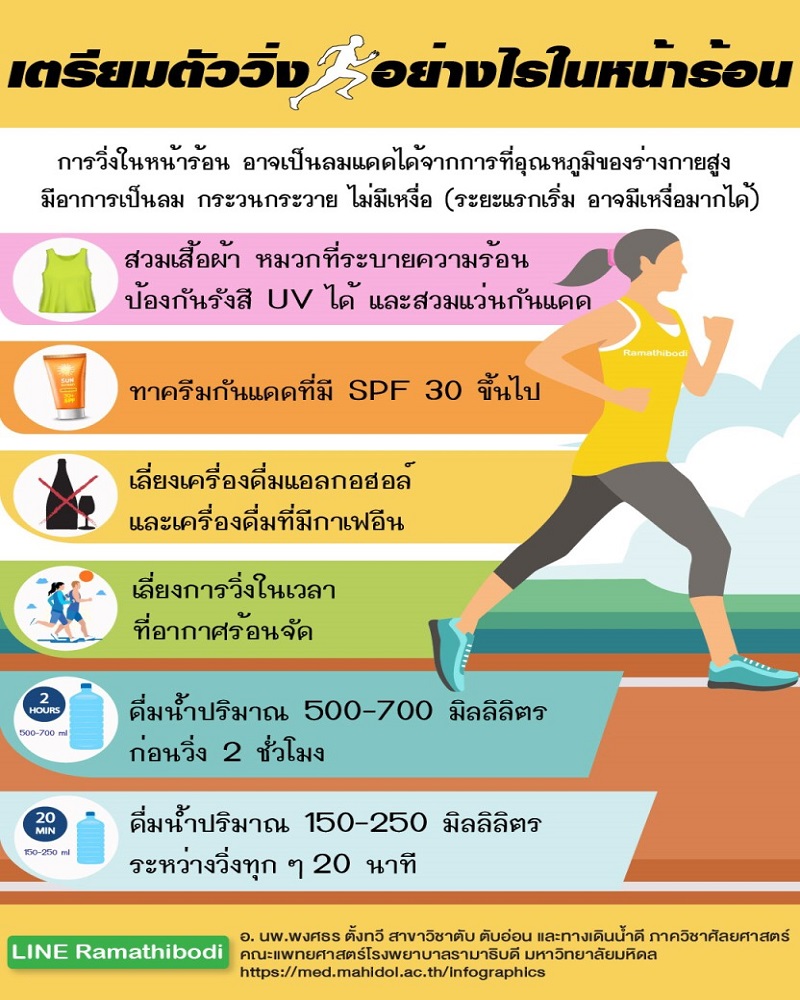 เตรียมตัววิ่ง อย่างไรในหน้าร้อน
การวิ่งในหน้าร้อน อาจเป็นลมแดดได้จากการที่อุณหภูมิของร่างกายสูง
มีอาการเป็นลม กระวนกระวาย ไม่มีเหงื่อ (ระยะแรกเริ่ม อาจมีเหงื่อมากได้)
สวมเสื้อผ้า หมวกที่ระบายความร้อน
ป้องกันรังสี UV ได้ และสวมแว่นกันแดด
Ramathibodi
SUN
ทาครีมกันแดดที่มี SPF 30 ขึ้นไป
เลี่ยงเครื่องดื่มแอลกอฮอล์
และเครื่องดื่มที่มีกาเฟอีน
เลี่ยงการวิ่งในเวลา
ที่อากาศร้อนจัด
2
HOURS
500-700 ml
ดื่มน้ำปริมาณ 500-700 มิลลิลิตร
ก่อนวิ่ง 2 ชั่วโมง
20
MIN
150-250 ml
ดื่มน้ำปริมาณ 150-250 มิลลิลิตร
ระหว่างวิ่งทุก ๆ 20 นาที
LINE Ramathibodi
อ. นพ.พงศธร ตั้งทวี สาขาวิชาตับ ตับอ่อน และทางเดินน้ำดี ภาควิชาศัลยศาสตร์
คณะแพทยศาสตร์โรงพยาบาลรามาธิบดี มหาวิทยาลัยมหิดล
https://med.mahidol.ac.th/infographics